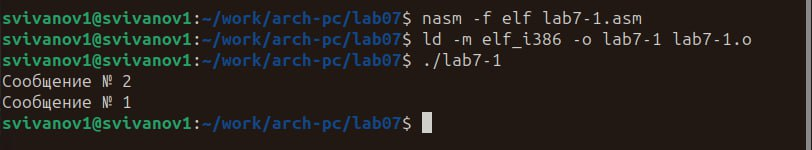 svivanov1@svivanov1:~/work/arch-pc/lab07$ nasm -f elf lab7-1.asm
svivanov1@svivanov1:~/work/arch-pc/lab07$ ld -m elf_i386 -o lab7-1 lab7-1.o
svivanov1@svivanov1:~/work/arch-pc/lab07$ ./lab7-1
Сообщение № 2
Сообщение № 1
svivanov1@svivanov1:~/work/arch-pc/lab07$